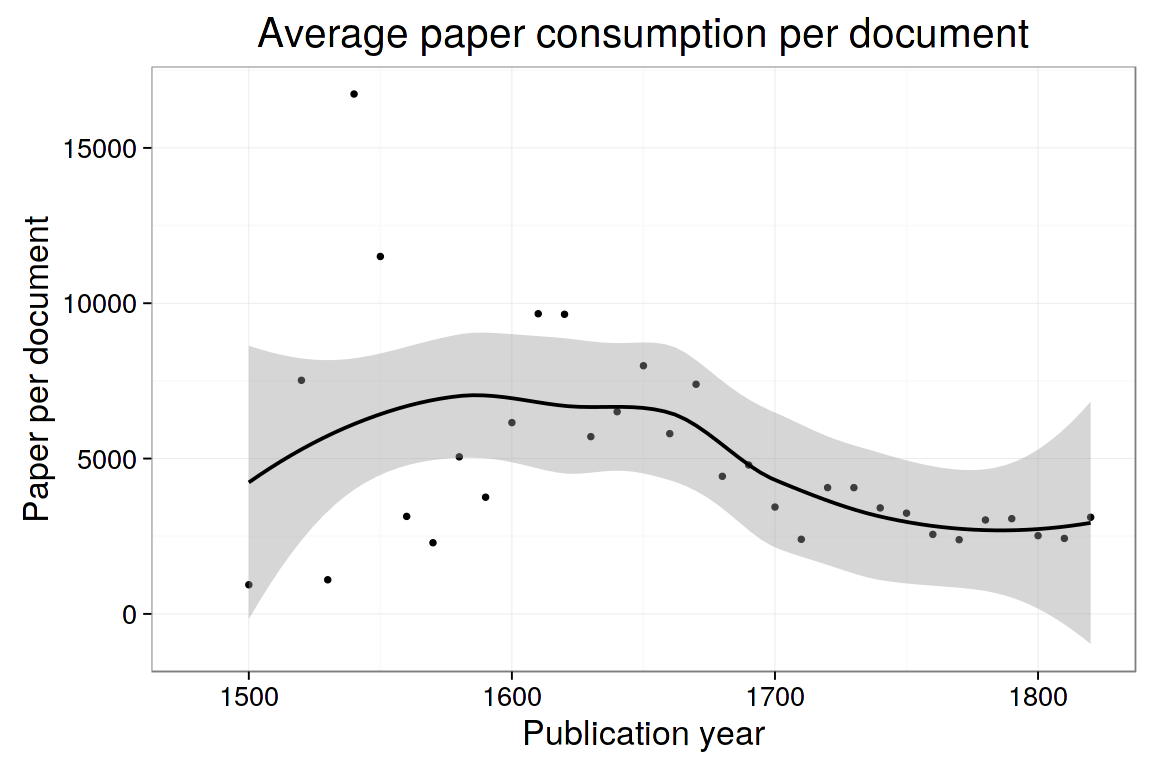 Average paper consumption per document
Paper per document
15000
10000
5000
0
1500 1600 1700 1800
Publication year